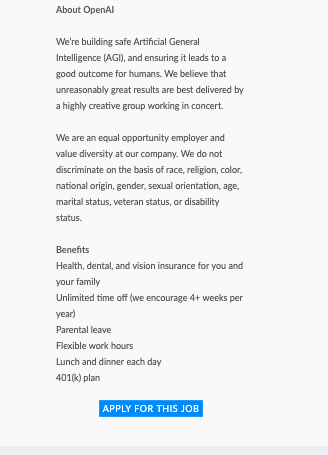 About OpenAI
We're building safe Artificial General
Intelligence (AGI), and ensuring it leads to a
good outcome for humans. We believe that
unreasonably great results are best delivered by
a highly creative group working in concert.
We are an equal opportunity employer and
value diversity at our company. We do not
discriminate on the basis of race, religion, color,
national origin, gender, sexual orientation, age,
marital status, veteran status, or disability
status.
Benefits
Health, dental, and vision insurance for you and
your family
Unlimited time off (we encourage 4+ weeks per
year)
Parental leave
Flexible work hours
Lunch and dinner each day
401(k) plan
APPLY FOR THIS JOB